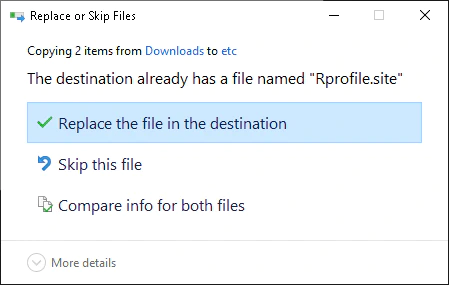 Replace or Skip Files
Copying 2 items from Downloads to etc
The destination already has a file named "Rprofile.site"
Replace the file in the destination
Skip this file
Compare info for both files
More details